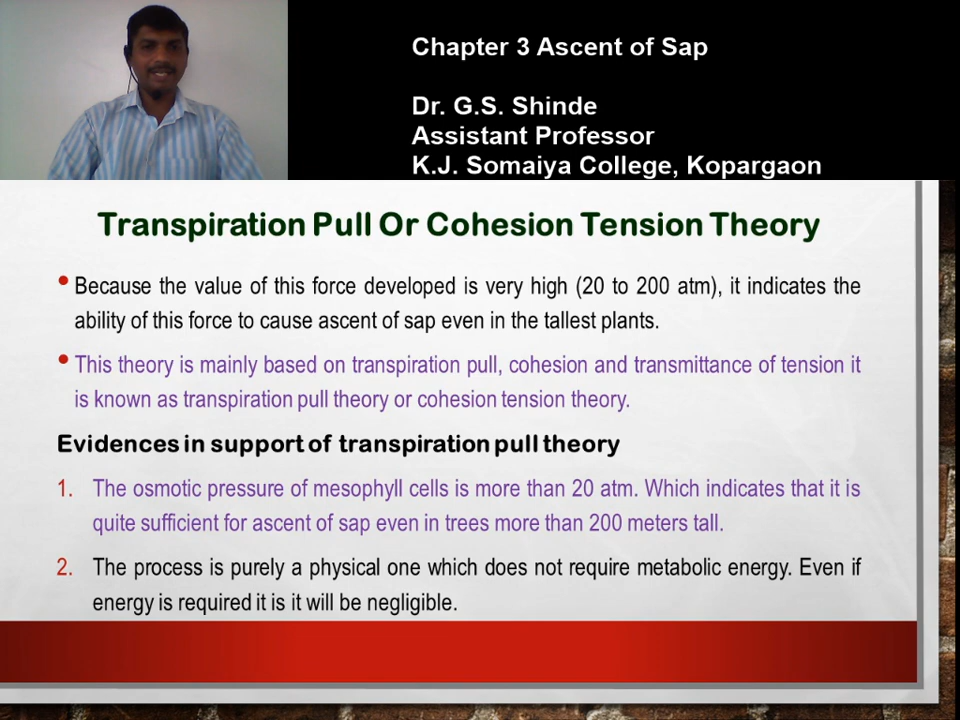 Chapter 3 Ascent of Sap
Dr. G.S. Shinde
Assistant Professor
K.J. Somaiya College, Kopargaon
Transpiration Pull Or Cohesion Tension Theory
• Because the value of this force developed is very high (20 to 200 atm), it indicates the
ability of this force to cause ascent of sap even in the tallest plants.
• This theory is mainly based on transpiration pull, cohesion and transmittance of tension it
is known as transpiration pull theory or cohesion tension theory.
Evidences in support of transpiration pull theory
1. The osmotic pressure of mesophyll cells is more than 20 atm. Which indicates that it is
quite sufficient for ascent of sap even in trees more than 200 meters tall.
2. The process is purely a physical one which does not require metabolic energy. Even if
energy is required it is it will be negligible.